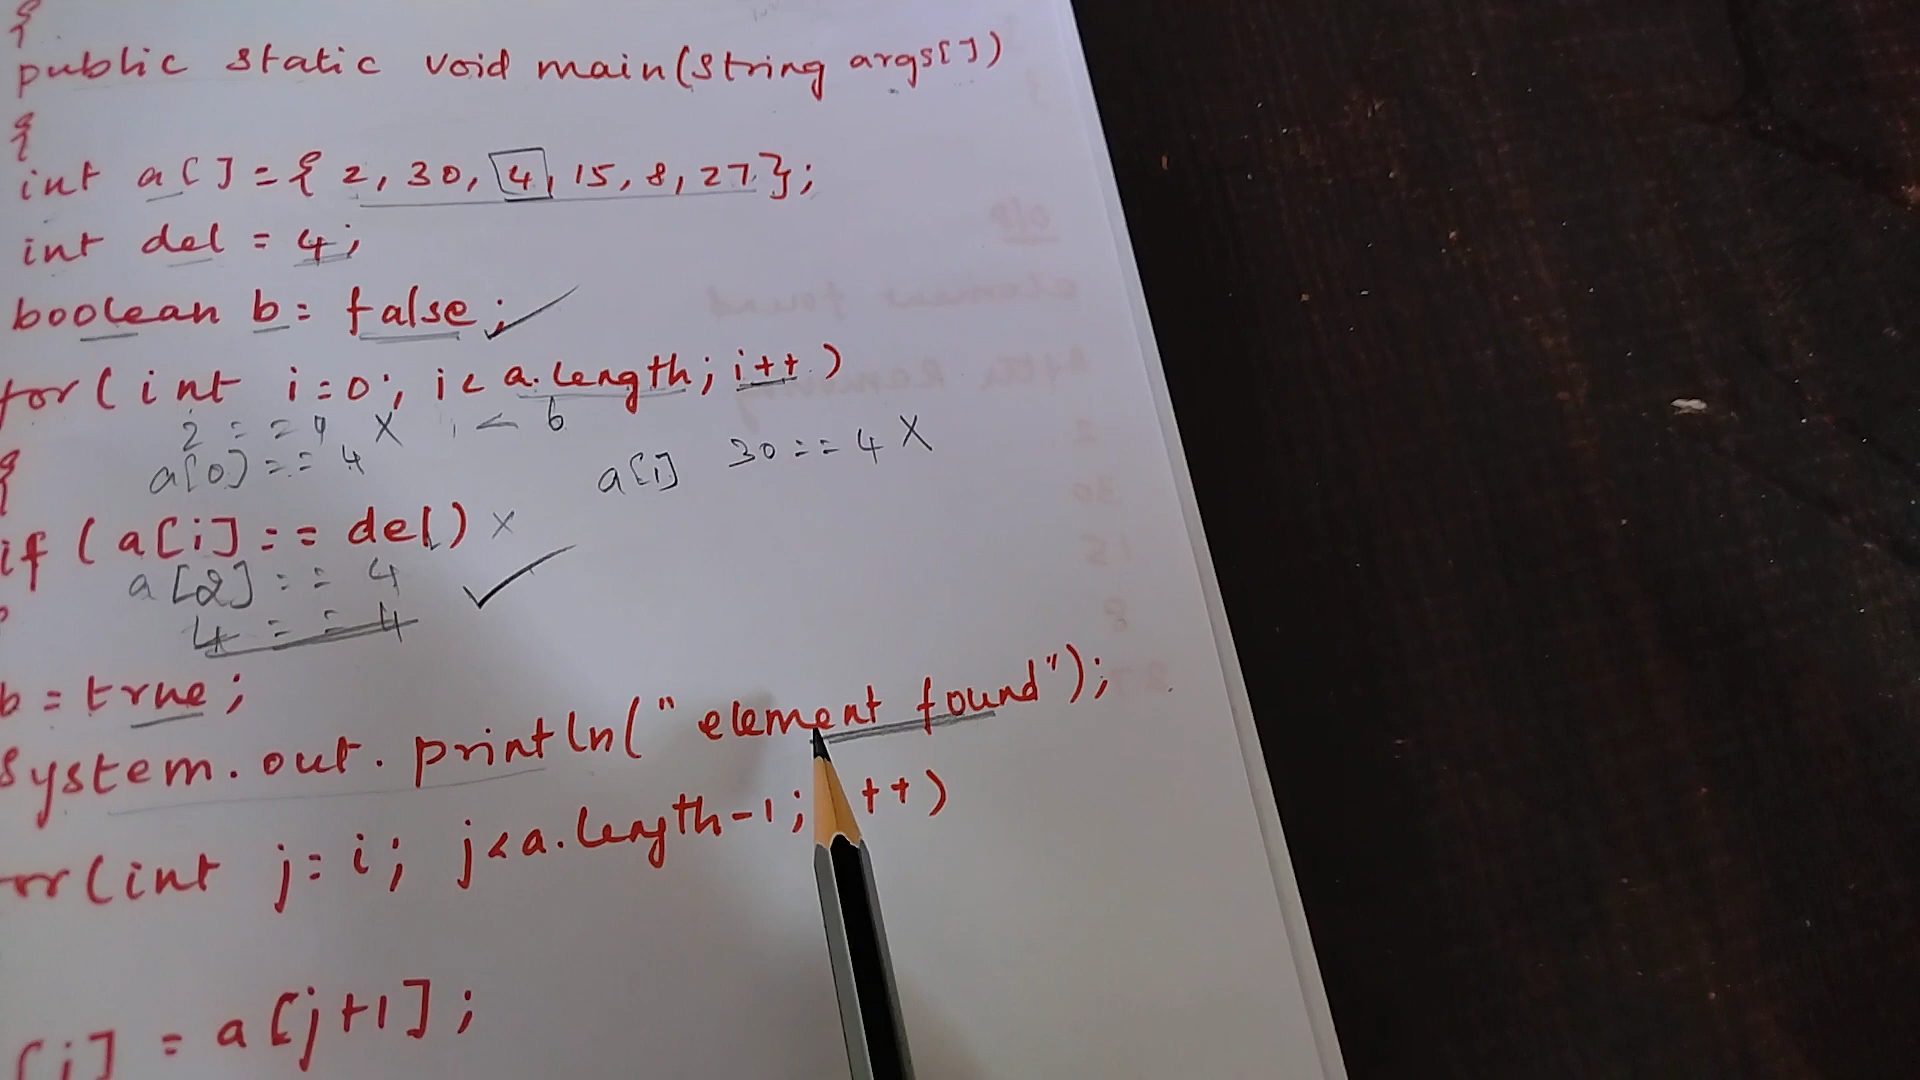 {
public static void main(String args[])
{
int a[]={ 2, 30, 4, 15, 8, 27};
int del = 4;
boolean b= false;
for(int i=0; i< a.length; i++)
2 == 4 X 1 < 6
a[0]== 4 a[1] 30==4 X
{
if (a[i]== del) x
a[2]== 4
4 == 4
b=true;
System.out.println("element found");
or(int j=i; j<a.length-1; ++)
[j] = a[j+1];